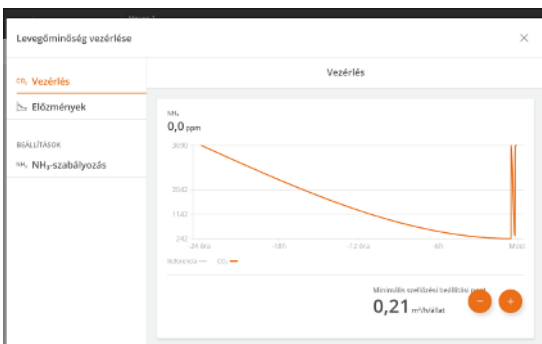 Levegőminőség vezérlése
CO₂ Vezérlés
Előzmények
BEÁLLÍTÁSOK
NH₃ NH₃-szabályozás
Vezérlés
NH₃
0,0 ppm
2042
1142
242
-24 óra -18h -12 óra -6h Most
Referencia CO₂
Minimális szellőzési beállítási pont
0,21 m³/h/állat